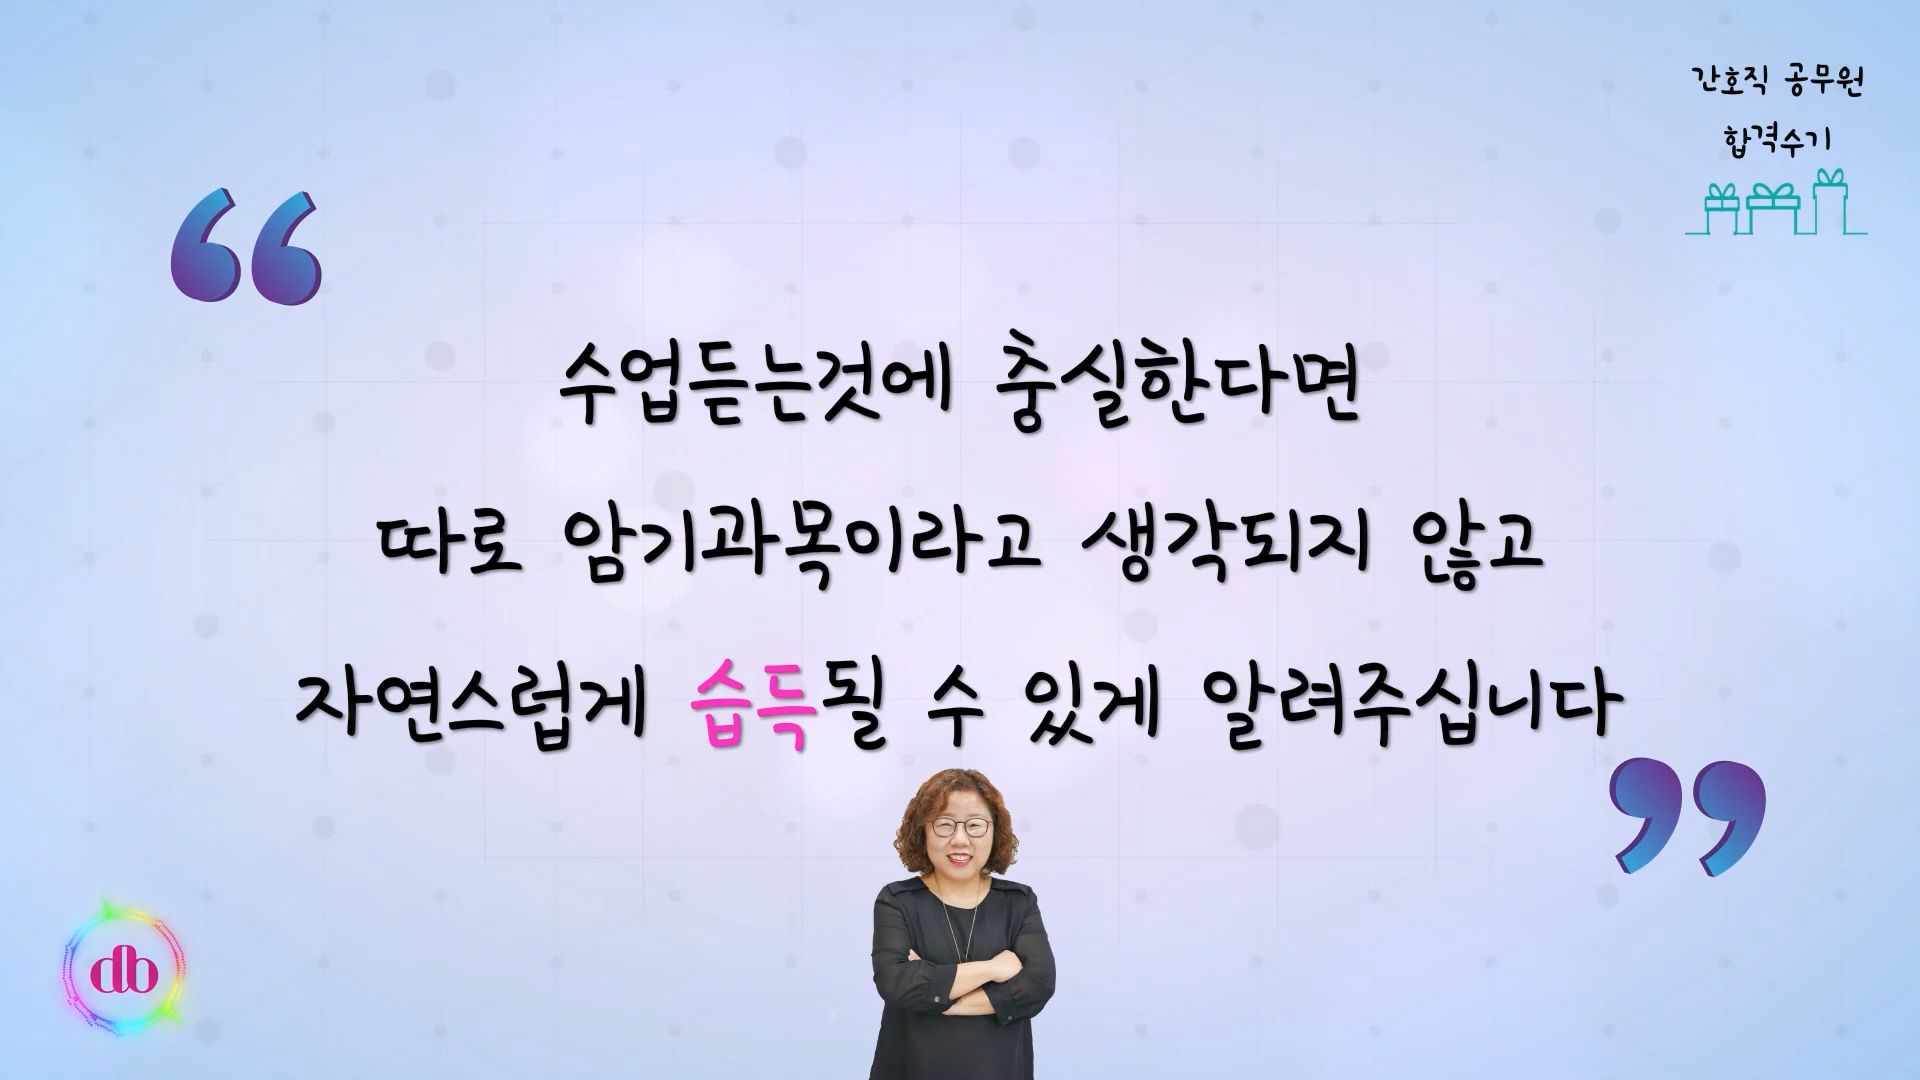 간호직 공무원
합격수기
“
수업듣는것에 충실한다면
따로 암기과목이라고 생각되지 않고
자연스럽게 습득될 수 있게 알려주십니다
”
db